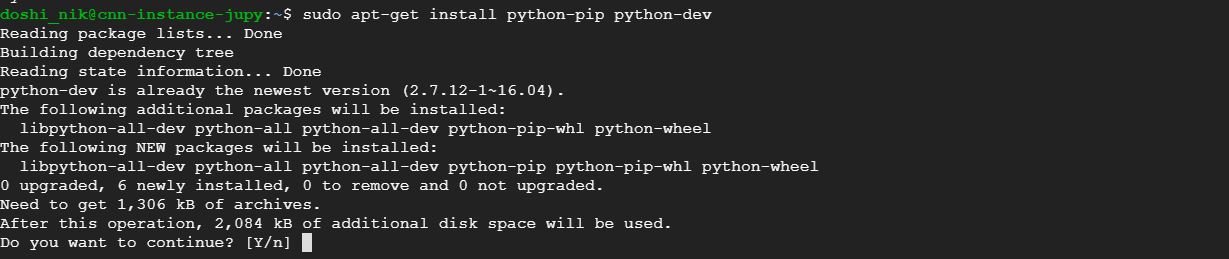 doshi_nik@cnn-instance-jupy:~$ sudo apt-get install python-pip python-dev
Reading package lists... Done
Building dependency tree
Reading state information... Done
python-dev is already the newest version (2.7.12-1~16.04).
The following additional packages will be installed:
  libpython-all-dev python-all python-all-dev python-pip-whl python-wheel
The following NEW packages will be installed:
  libpython-all-dev python-all python-all-dev python-pip python-pip-whl python-wheel
0 upgraded, 6 newly installed, 0 to remove and 0 not upgraded.
Need to get 1,306 kB of archives.
After this operation, 2,084 kB of additional disk space will be used.
Do you want to continue? [Y/n]